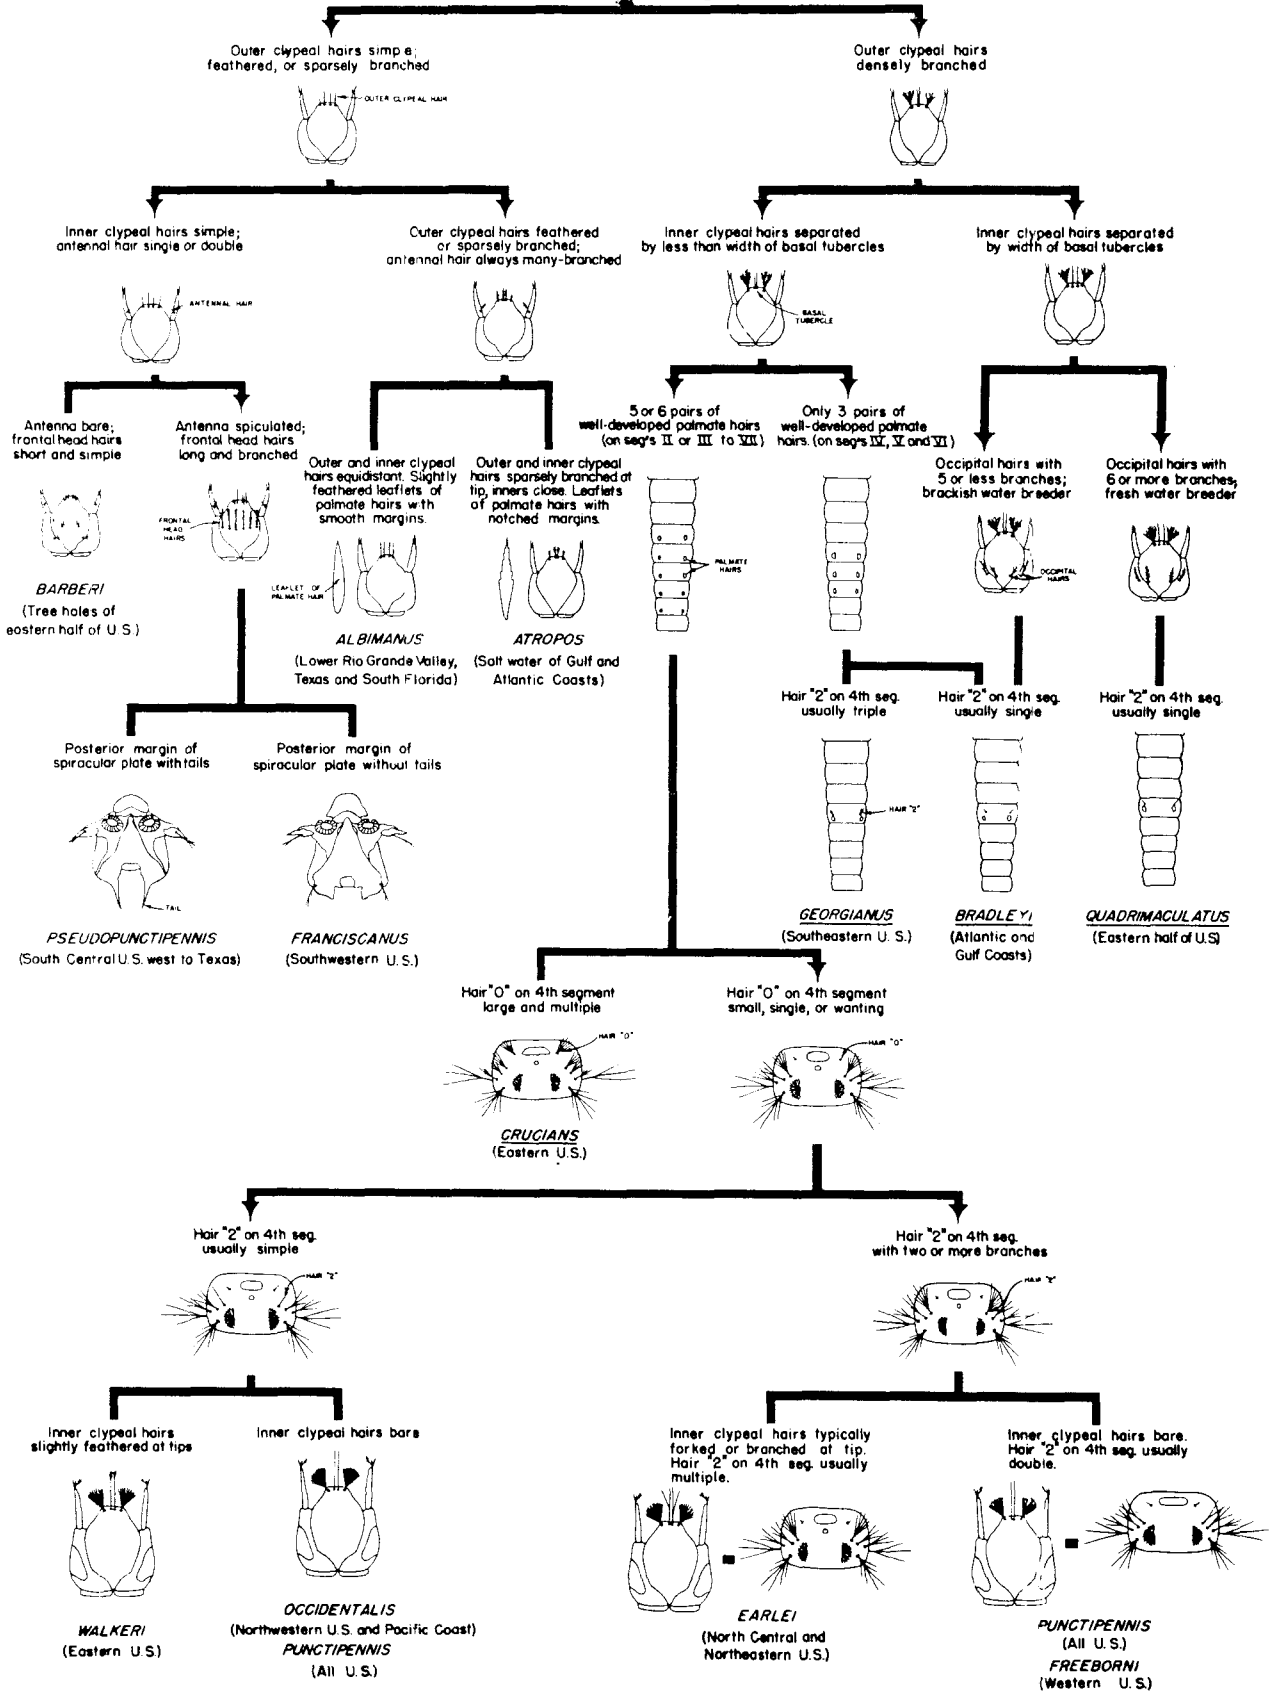 Outer clypeal hairs simple;
feathered, or sparsely branched
OUTER CLYPEAL HAIR
Outer clypeal hairs
densely branched
Inner clypeal hairs simple;
antennal hair single or double
ANTENNAL HAIR
Outer clypeal hairs feathered
or sparsely branched;
antennal hair always many-branched
Inner clypeal hairs separated
by less than width of basal tubercles
BASAL
TUBERCLE
Inner clypeal hairs separated
by width of basal tubercles
Antenna bare;
frontal head hairs
short and simple
BARBERI
(Tree holes of
eastern half of U.S.)
Antenna spiculated;
frontal head hairs
long and branched
FRONTAL
HEAD
HAIRS
Outer and inner clypeal
hairs equidistant. Slightly
feathered leaflets of
palmate hairs with
smooth margins.
LEAFLET OF
PALMATE HAIR
ALBIMANUS
(Lower Rio Grande Valley,
Texas and South Florida)
Outer and inner clypeal
hairs sparsely branched at
tip, inners close. Leaflets
of palmate hairs with
notched margins.
ATROPOS
(Salt water of Gulf and
Atlantic Coasts)
5 or 6 pairs of
well-developed palmate hairs
(on seg's II or III to VII)
PALMATE
HAIRS
Only 3 pairs of
well-developed palmate
hairs. (on seg's IV, V and VI)
Occipital hairs with
5 or less branches;
brackish water breeder
OCCIPITAL
HAIRS
Occipital hairs with
6 or more branches,
fresh water breeder
Posterior margin of
spiracular plate with tails
TAIL
PSEUDOPUNCTIPENNIS
(South Central U.S. west to Texas)
Posterior margin of
spiracular plate without tails
FRANCISCANUS
(Southwestern U.S.)
Hair "2" on 4th seg.
usually triple
HAIR "2"
GEORGIANUS
(Southeastern U.S.)
Hair "2" on 4th seg.
usually single
BRADLEYI
(Atlantic and
Gulf Coasts)
Hair "2" on 4th seg.
usually single
QUADRIMACULATUS
(Eastern half of U.S)
Hair "0" on 4th segment
large and multiple
HAIR "0"
CRUCIANS
(Eastern U.S.)
Hair "0" on 4th segment
small, single, or wanting
HAIR "0"
Hair "2" on 4th seg.
usually simple
HAIR "2"
Hair "2" on 4th seg.
with two or more branches
HAIR "2"
Inner clypeal hairs
slightly feathered at tips
WALKERI
(Eastern U.S.)
Inner clypeal hairs bare
OCCIDENTALIS
(Northwestern U.S. and Pacific Coast)
PUNCTIPENNIS
(All U.S.)
Inner clypeal hairs typically
forked or branched at tip.
Hair "2" on 4th seg. usually
multiple.
EARLEI
(North Central and
Northeastern U.S.)
Inner clypeal hairs bare.
Hair "2" on 4th seg. usually
double.
PUNCTIPENNIS
(All U.S.)
FREEBORNI
(Western U.S.)